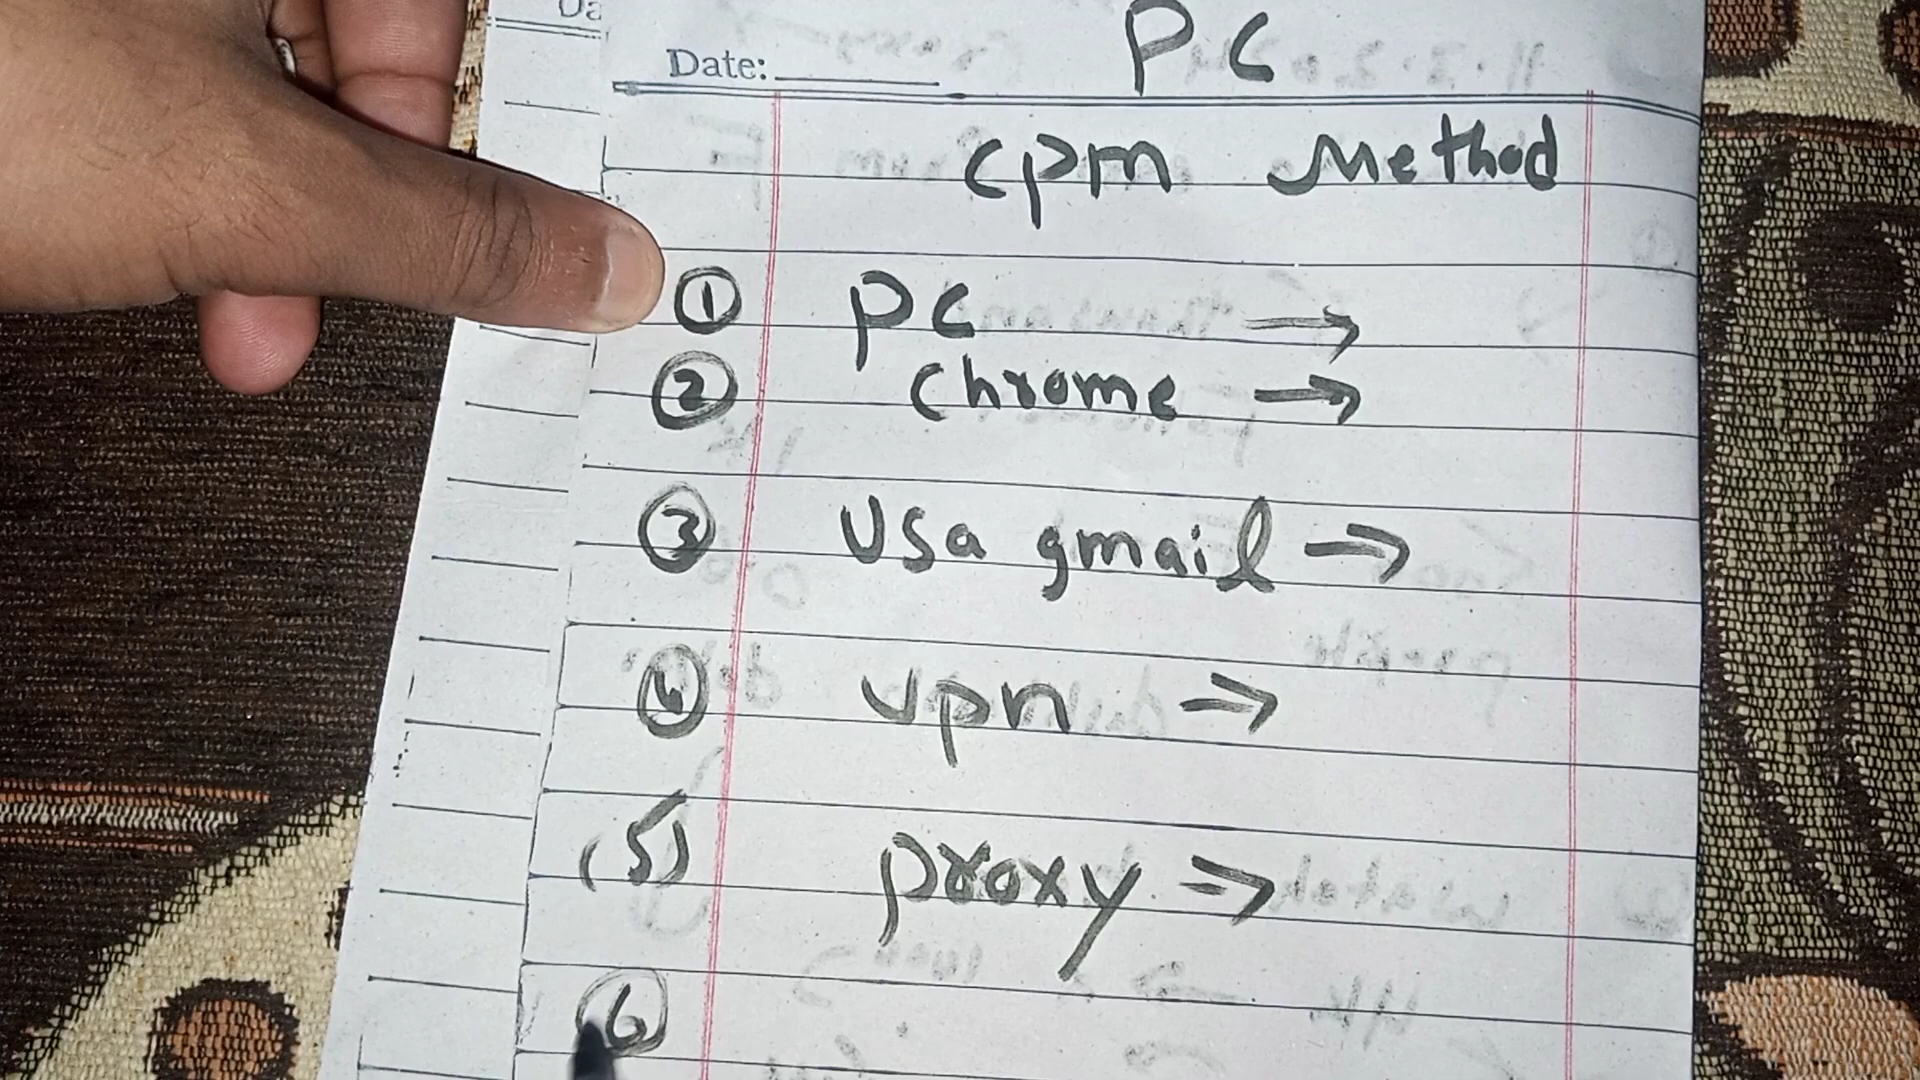 PC
Date:
cpm Method
① PC →
② Chrome →
③ Usa gmail →
④ vpn →
(5) proxy →
⑥